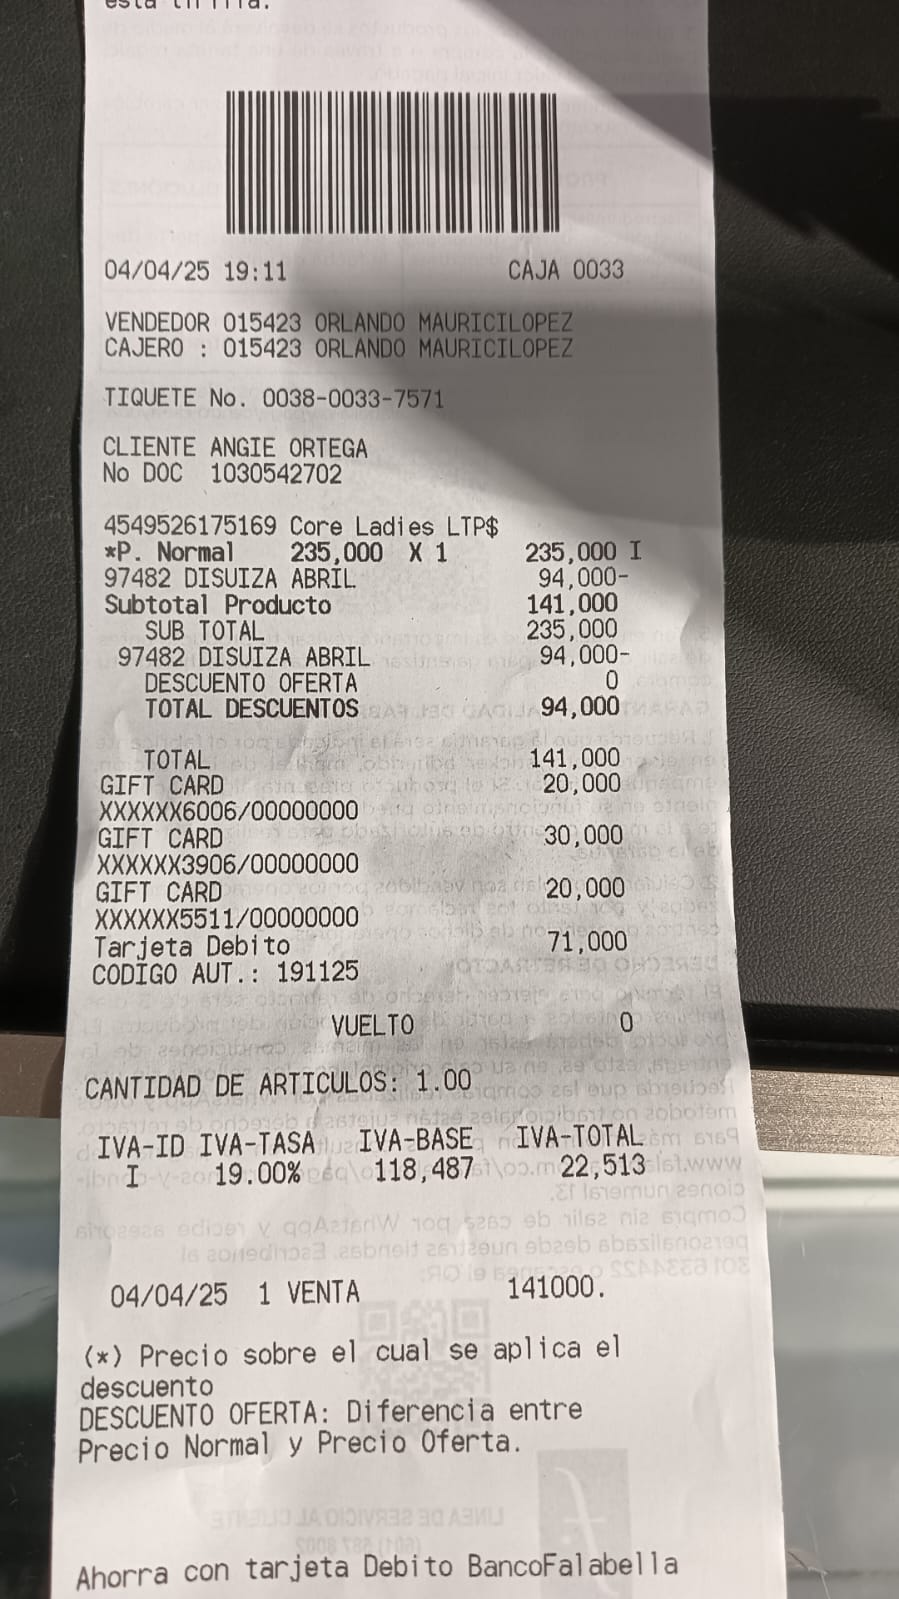 esta tirilla.
04/04/25 19:11 CAJA 0033
VENDEDOR 015423 ORLANDO MAURICILOPEZ
CAJERO : 015423 ORLANDO MAURICILOPEZ
TIQUETE No. 0038-0033-7571
CLIENTE ANGIE ORTEGA
No DOC 1030542702
4549526175169 Core Ladies LTP$
*P. Normal 235,000 X 1 235,000 I
97482 DISUIZA ABRIL 94,000-
Subtotal Producto 141,000
SUB TOTAL 235,000
97482 DISUIZA ABRIL 94,000-
DESCUENTO OFERTA 0
TOTAL DESCUENTOS 94,000
TOTAL 141,000
GIFT CARD 20,000
XXXXXX6006/00000000
GIFT CARD 30,000
XXXXXX3906/00000000
GIFT CARD 20,000
XXXXXX5511/00000000
Tarjeta Debito 71,000
CODIGO AUT.: 191125
VUELTO 0
CANTIDAD DE ARTICULOS: 1.00
IVA-ID IVA-TASA IVA-BASE IVA-TOTAL
I 19.00% 118,487 22,513
04/04/25 1 VENTA 141000.
(*) Precio sobre el cual se aplica el
descuento
DESCUENTO OFERTA: Diferencia entre
Precio Normal y Precio Oferta.
LINEA DE SERVICIO AL CLIENTE
Ahorra con tarjeta Debito BancoFalabella